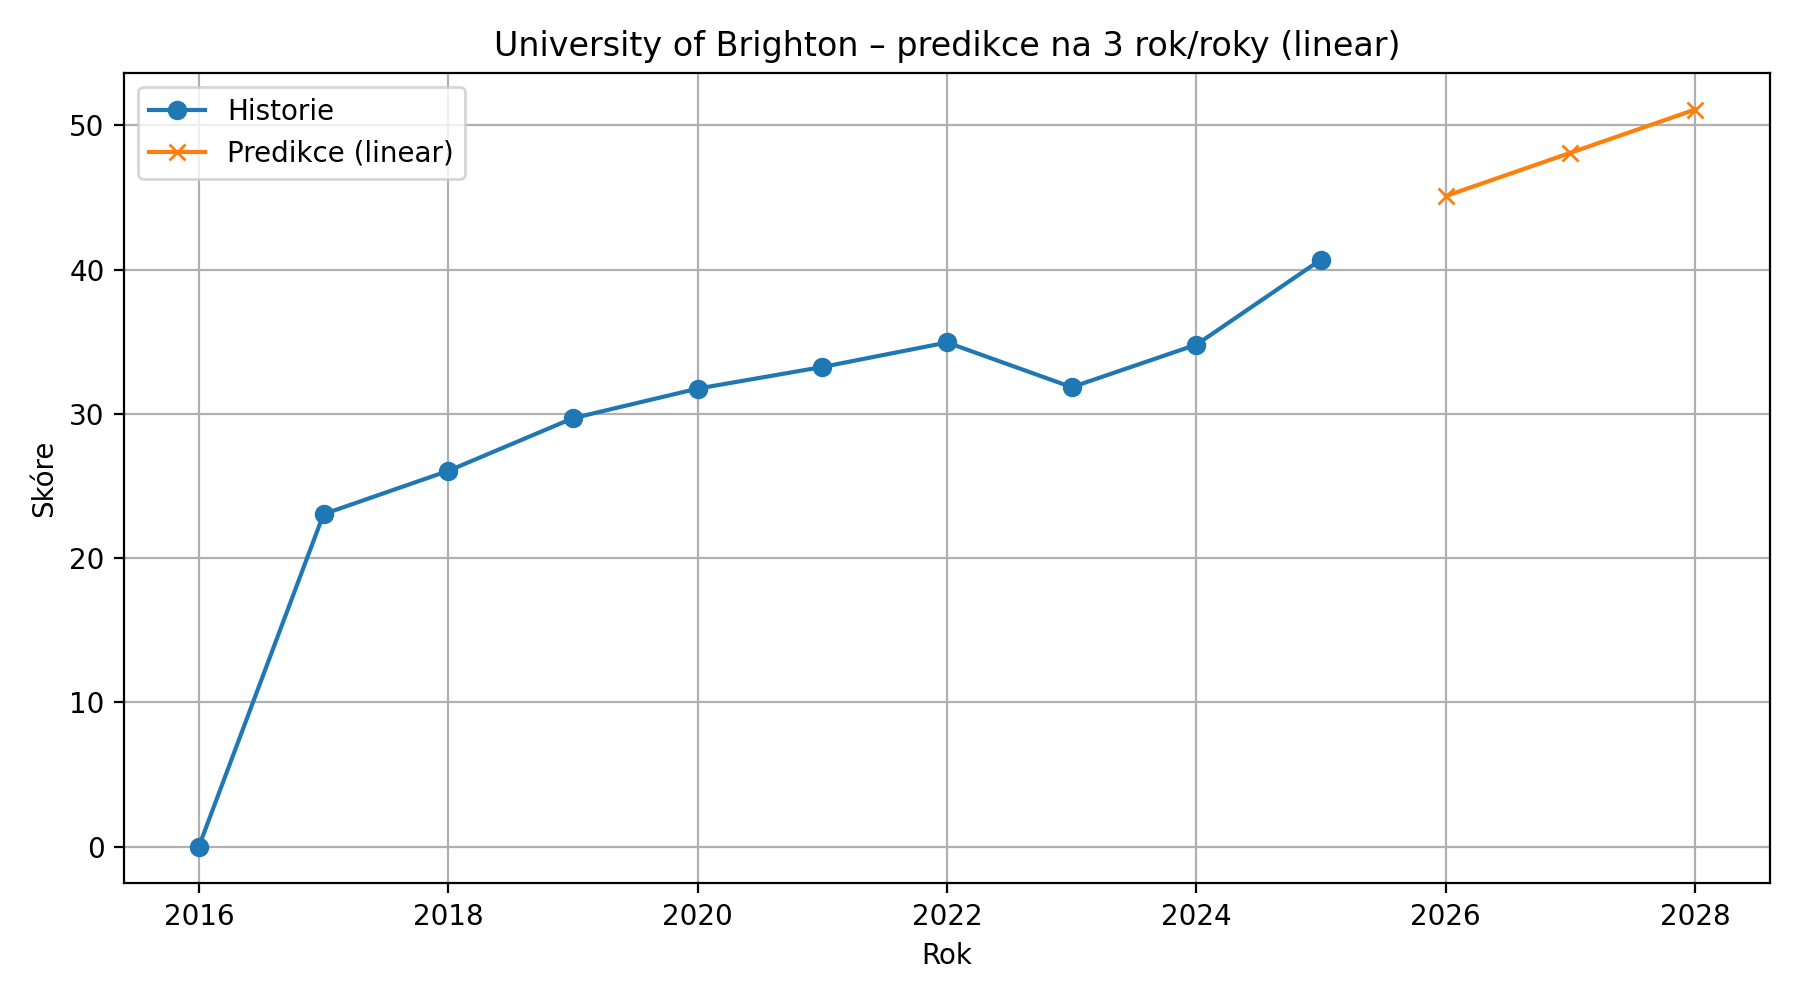 University of Brighton – predikce na 3 rok/roky (linear)
Historie
Predikce (linear)
50
40
30
20
10
0
Skóre
2016 2018 2020 2022 2024 2026 2028
Rok